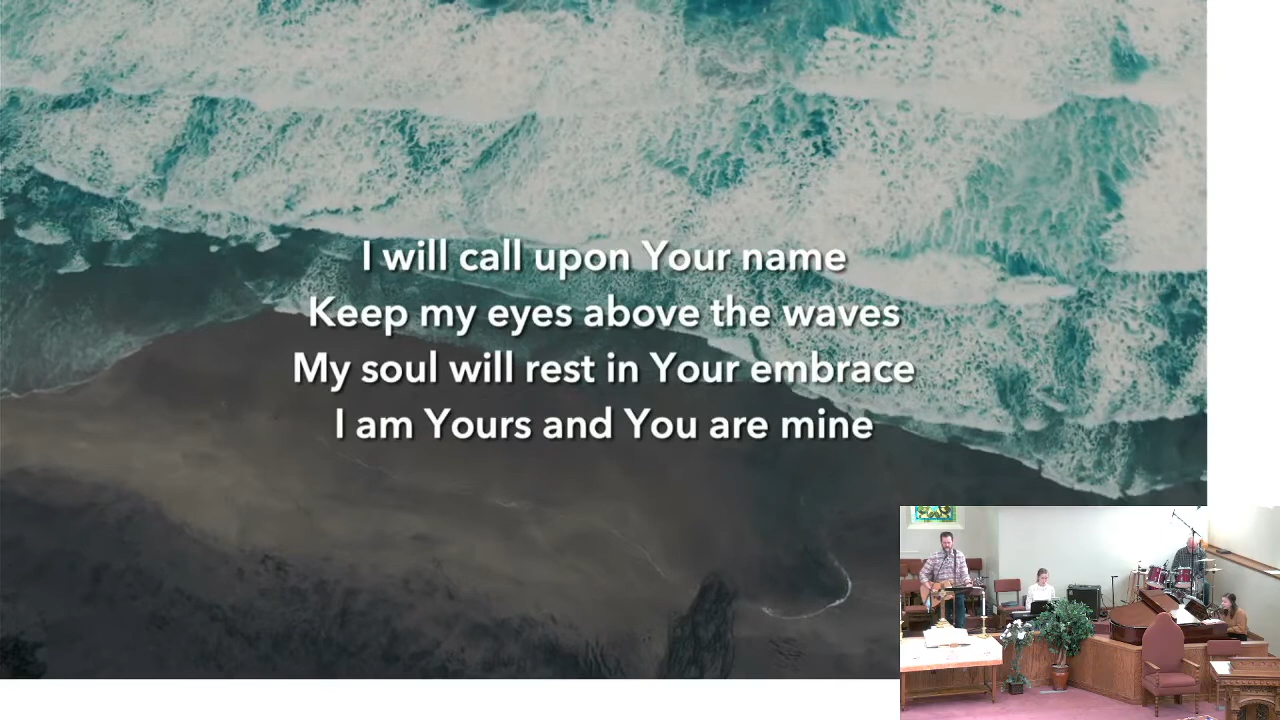 I will call upon Your name
Keep my eyes above the waves
My soul will rest in Your embrace
I am Yours and You are mine